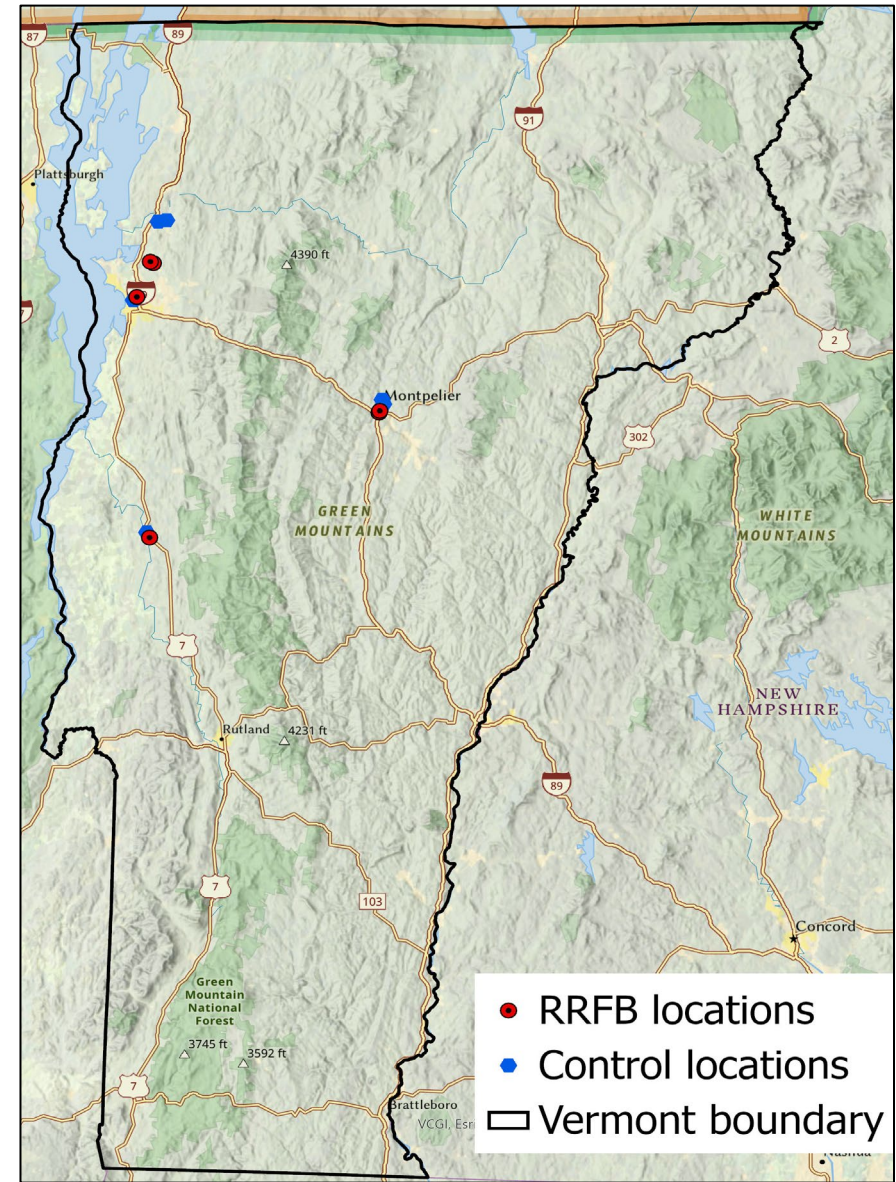 87
89
91
Plattsburgh
4390 ft
2
Montpelier
302
GREEN
MOUNTAINS
WHITE
MOUNTAINS
7
NEW
HAMPSHIRE
Rutland
4231 ft
89
7
103
Concord
Green
Mountain
National
Forest
RRFB locations
3745 ft
3592 ft
Control locations
7
Brattleboro
VCGI, Esri
Vermont boundary